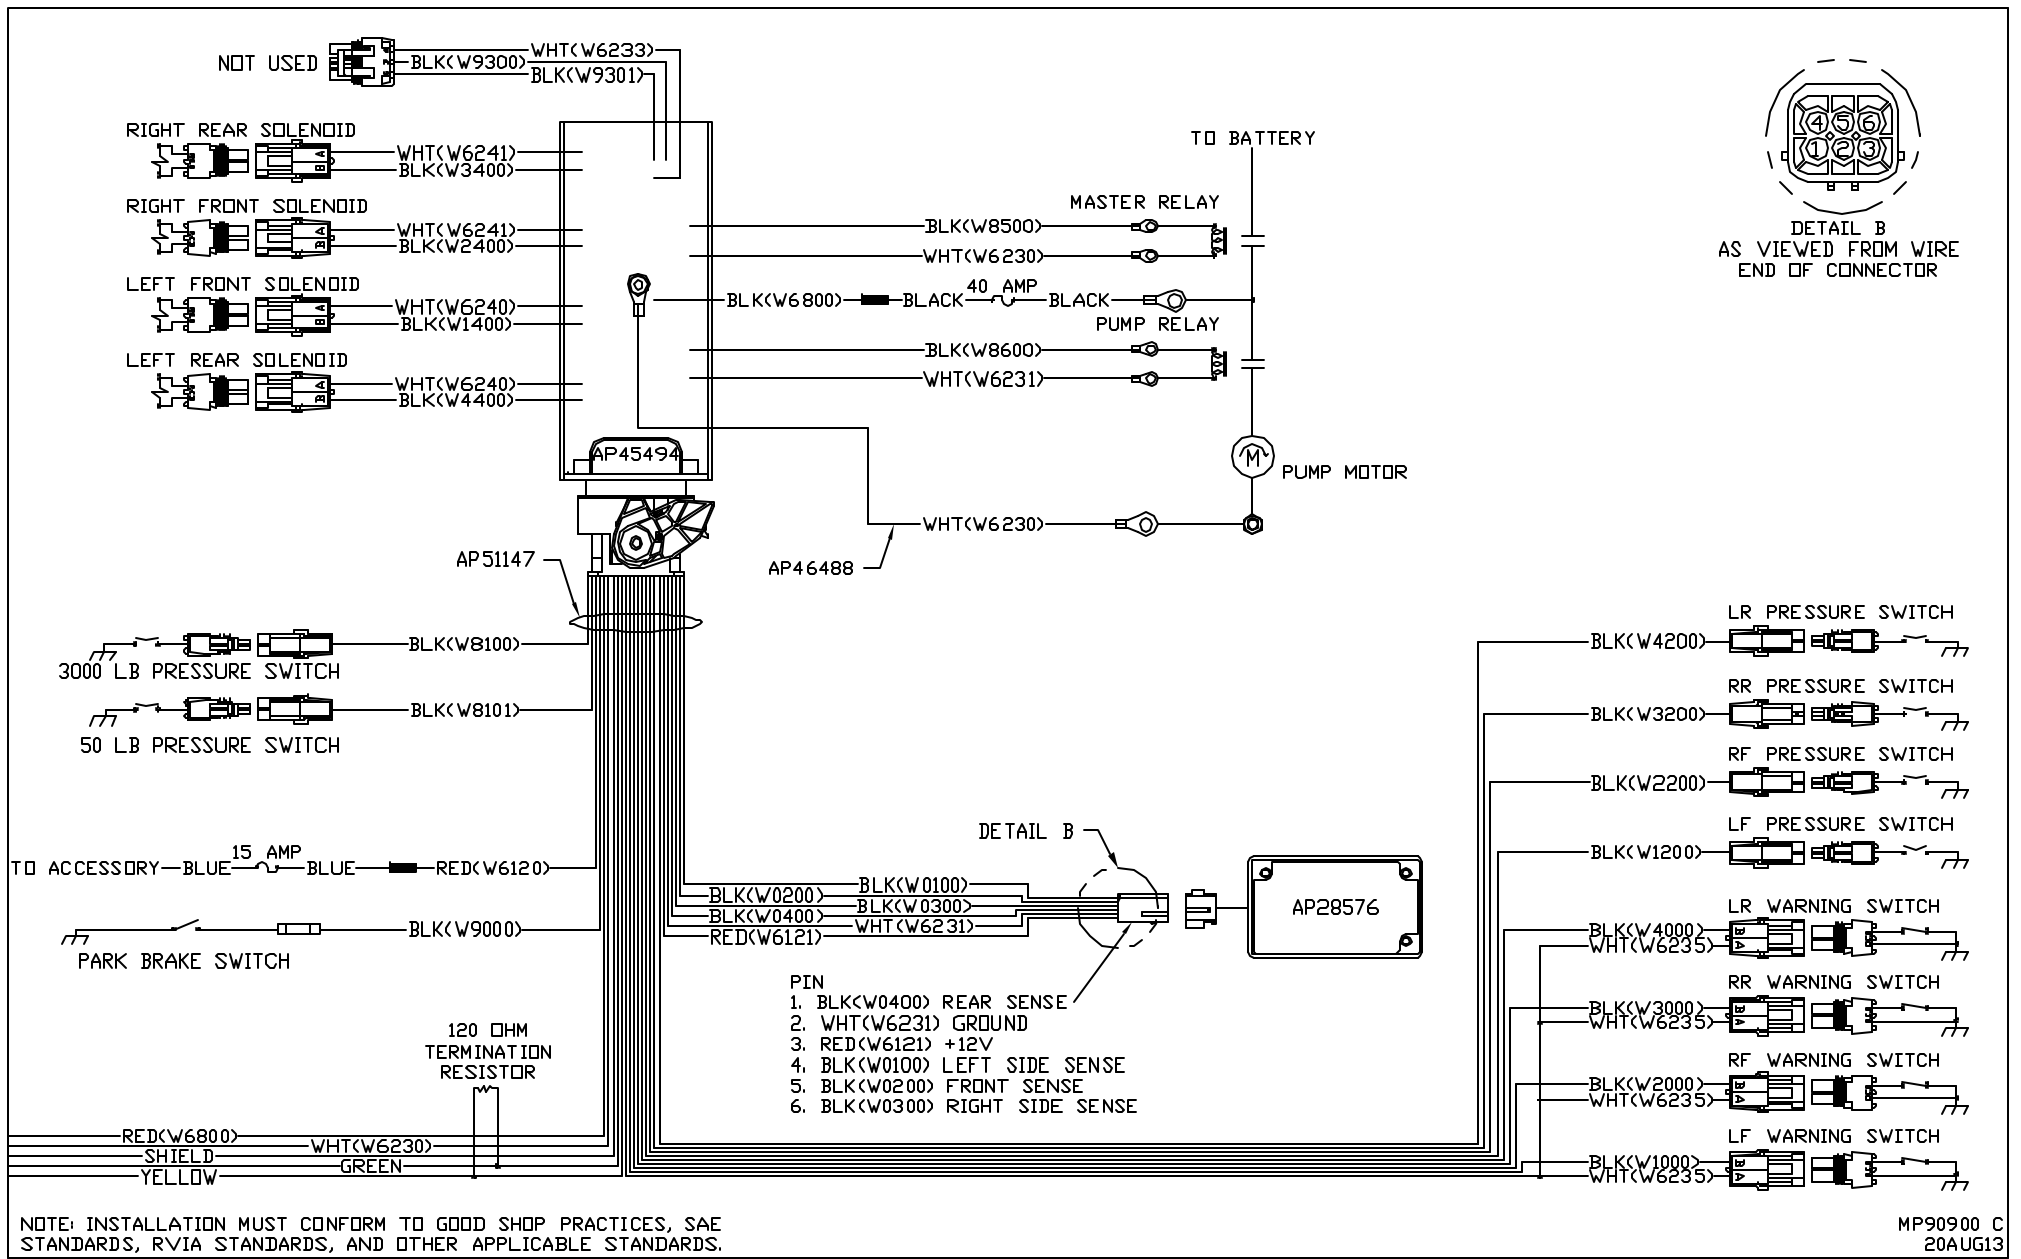 NOT USED
WHT(W6233)
BLK(W9300)
BLK(W9301)
RIGHT REAR SOLENOID
WHT(W6241)
BLK(W3400)
A
B
RIGHT FRONT SOLENOID
WHT(W6241)
BLK(W2400)
A
B
LEFT FRONT SOLENOID
WHT(W6240)
BLK(W1400)
A
B
LEFT REAR SOLENOID
WHT(W6240)
BLK(W4400)
A
B
TO BATTERY
MASTER RELAY
BLK(W8500)
WHT(W6230)
BLK(W6800) BLACK 40 AMP BLACK
PUMP RELAY
BLK(W8600)
WHT(W6231)
M
PUMP MOTOR
WHT(W6230)
AP46488
4 5 6
1 2 3
DETAIL B
AS VIEWED FROM WIRE
END OF CONNECTOR
AP45494
AP51147
BLK(W8100)
3000 LB PRESSURE SWITCH
BLK(W8101)
50 LB PRESSURE SWITCH
TO ACCESSORY BLUE 15 AMP BLUE RED(W6120)
BLK(W9000)
PARK BRAKE SWITCH
120 OHM
TERMINATION
RESISTOR
RED(W6800)
WHT(W6230)
SHIELD
GREEN
YELLOW
DETAIL B
BLK(W0100)
BLK(W0200)
BLK(W0300)
BLK(W0400)
WHT(W6231)
RED(W6121)
AP28576
PIN
1. BLK(W0400) REAR SENSE
2. WHT(W6231) GROUND
3. RED(W6121) +12V
4. BLK(W0100) LEFT SIDE SENSE
5. BLK(W0200) FRONT SENSE
6. BLK(W0300) RIGHT SIDE SENSE
LR PRESSURE SWITCH
BLK(W4200)
RR PRESSURE SWITCH
BLK(W3200)
RF PRESSURE SWITCH
BLK(W2200)
LF PRESSURE SWITCH
BLK(W1200)
LR WARNING SWITCH
BLK(W4000)
WHT(W6235)
B
A
RR WARNING SWITCH
BLK(W3000)
WHT(W6235)
B
A
RF WARNING SWITCH
BLK(W2000)
WHT(W6235)
B
A
LF WARNING SWITCH
BLK(W1000)
WHT(W6235)
B
A
NOTE: INSTALLATION MUST CONFORM TO GOOD SHOP PRACTICES, SAE
STANDARDS, RVIA STANDARDS, AND OTHER APPLICABLE STANDARDS.
MP90900 C
20AUG13